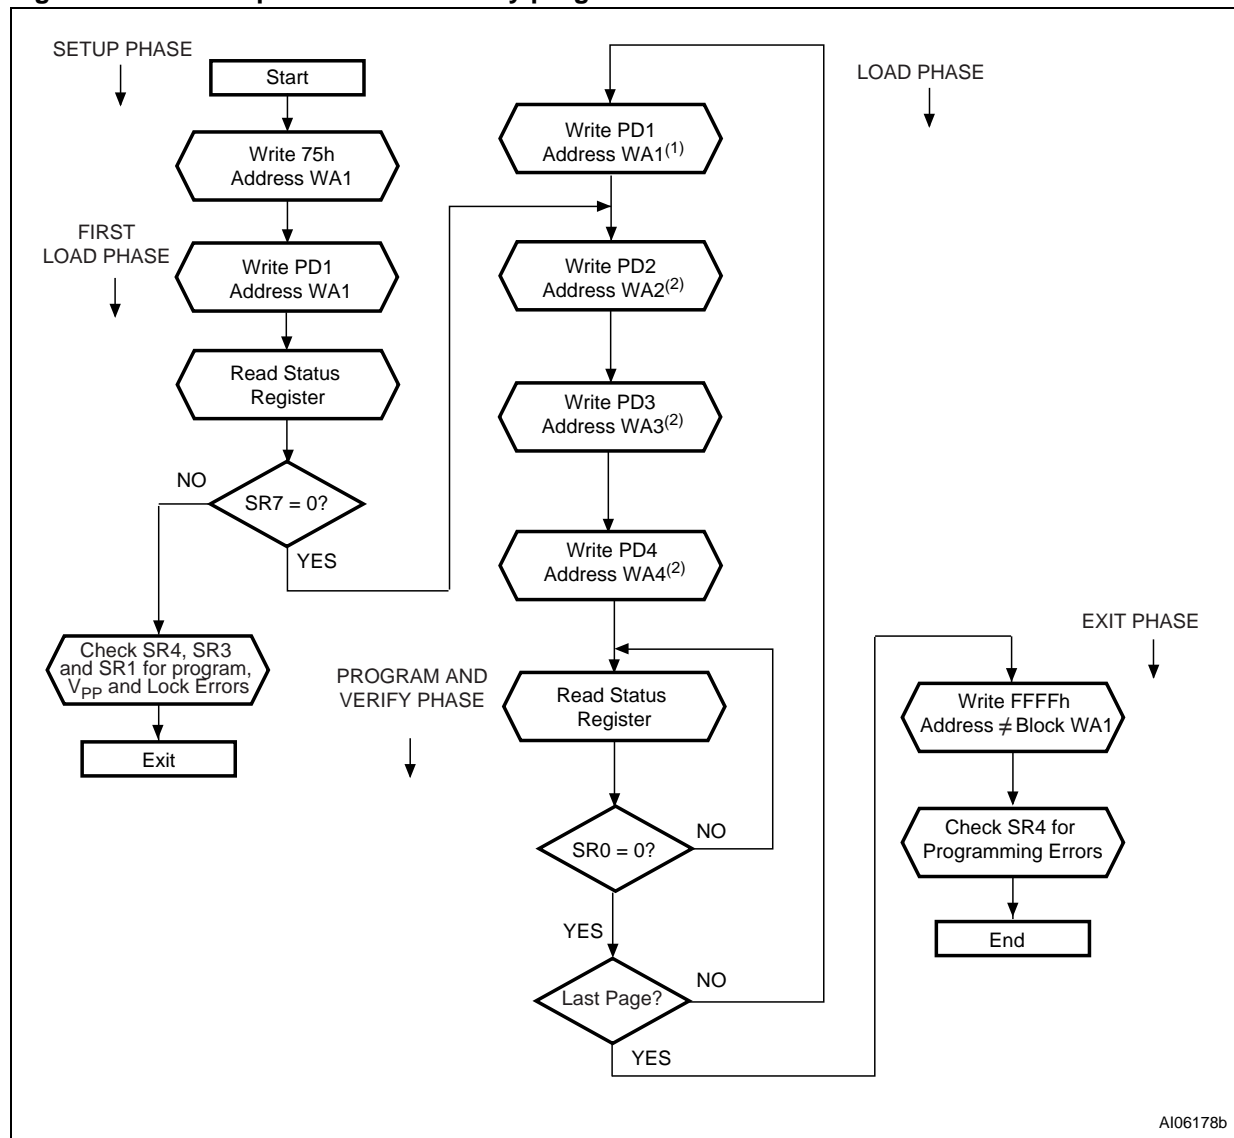 SETUP PHASE
Start
Write 75h
Address WA1
FIRST
LOAD PHASE
Write PD1
Address WA1
Read Status
Register
NO
SR7 = 0?
YES
Check SR4, SR3
and SR1 for program,
VPP and Lock Errors
Exit
LOAD PHASE
Write PD1
Address WA1(1)
Write PD2
Address WA2(2)
Write PD3
Address WA3(2)
Write PD4
Address WA4(2)
PROGRAM AND
VERIFY PHASE
Read Status
Register
NO
SR0 = 0?
YES
NO
Last Page?
YES
EXIT PHASE
Write FFFFh
Address ≠ Block WA1
Check SR4 for
Programming Errors
End
AI06178b